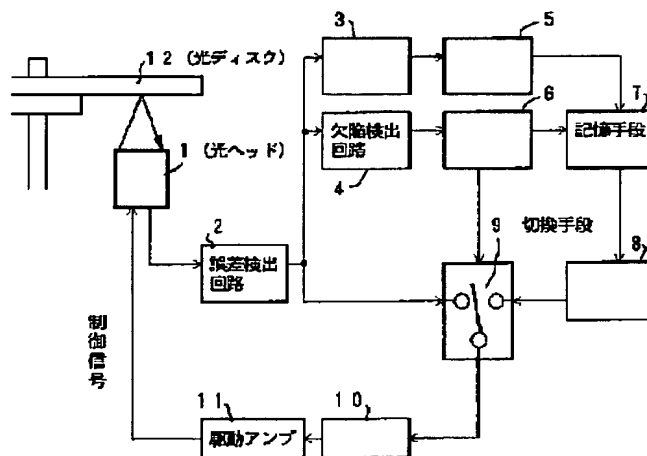 3
5
12 (光ディスク)
6
7
欠陥検出
回路
記憶手段
1 (光ヘッド)
4
2
9 切換手段
8
誤差検出
回路
制御信号
11
10
駆動アンプ